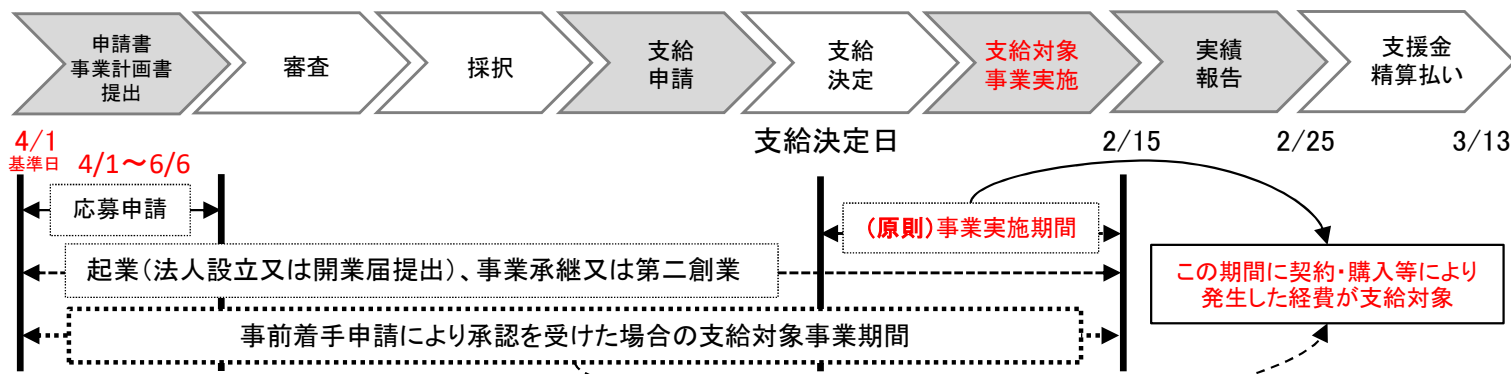 申請書
事業計画書
提出
審査
採択
支給
申請
支給
決定
支給対象
事業実施
実績
報告
支援金
精算払い
4/1
基準日
4/1～6/6
支給決定日
2/15
2/25
3/13
応募申請
(原則)事業実施期間
起業(法人設立又は開業届提出)、事業承継又は第二創業
この期間に契約・購入等により
発生した経費が支給対象
事前着手申請により承認を受けた場合の支給対象事業期間